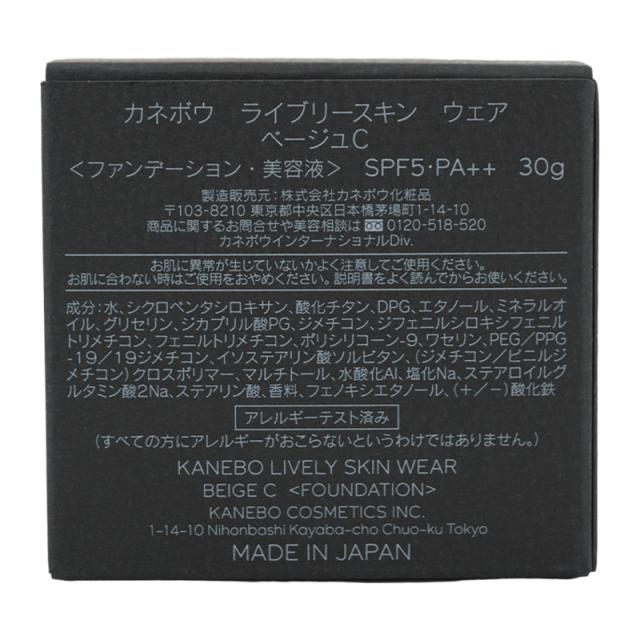 カネボウ ライブリースキン ウェア
ベージュC
<ファンデーション・美容液> SPF5・PA++ 30g
製造販売元:株式会社カネボウ化粧品
〒103-8210 東京都中央区日本橋茅場町1-14-10
商品に関するお問合せや美容相談は 0120-518-520
カネボウインターナショナルDiv.
お肌に異常が生じていないかよく注意してご使用ください。
お肌に合わない時はご使用をおやめください。説明書をよく読んでからお使いください。
成分:水、シクロペンタシロキサン、酸化チタン、DPG、エタノール、ミネラルオ
イル、グリセリン、ジカプリル酸PG、ジメチコン、ジフェニルシロキシフェニル
トリメチコン、フェニルトリメチコン、ポリシリコーン-9、ワセリン、PEG/PPG
-19/19ジメチコン、イソステアリン酸ソルビタン、(ジメチコン/ビニルジ
メチコン)クロスポリマー、マルチトール、水酸化Al、塩化Na、ステアロイルグ
ルタミン酸2Na、ステアリン酸、香料、フェノキシエタノール、(+/-)酸化鉄
アレルギーテスト済み
(すべての方にアレルギーがおこらないというわけではありません。)
KANEBO LIVELY SKIN WEAR
BEIGE C <FOUNDATION>
KANEBO COSMETICS INC.
1-14-10 Nihonbashi Kayaba-cho Chuo-ku Tokyo
MADE IN JAPAN